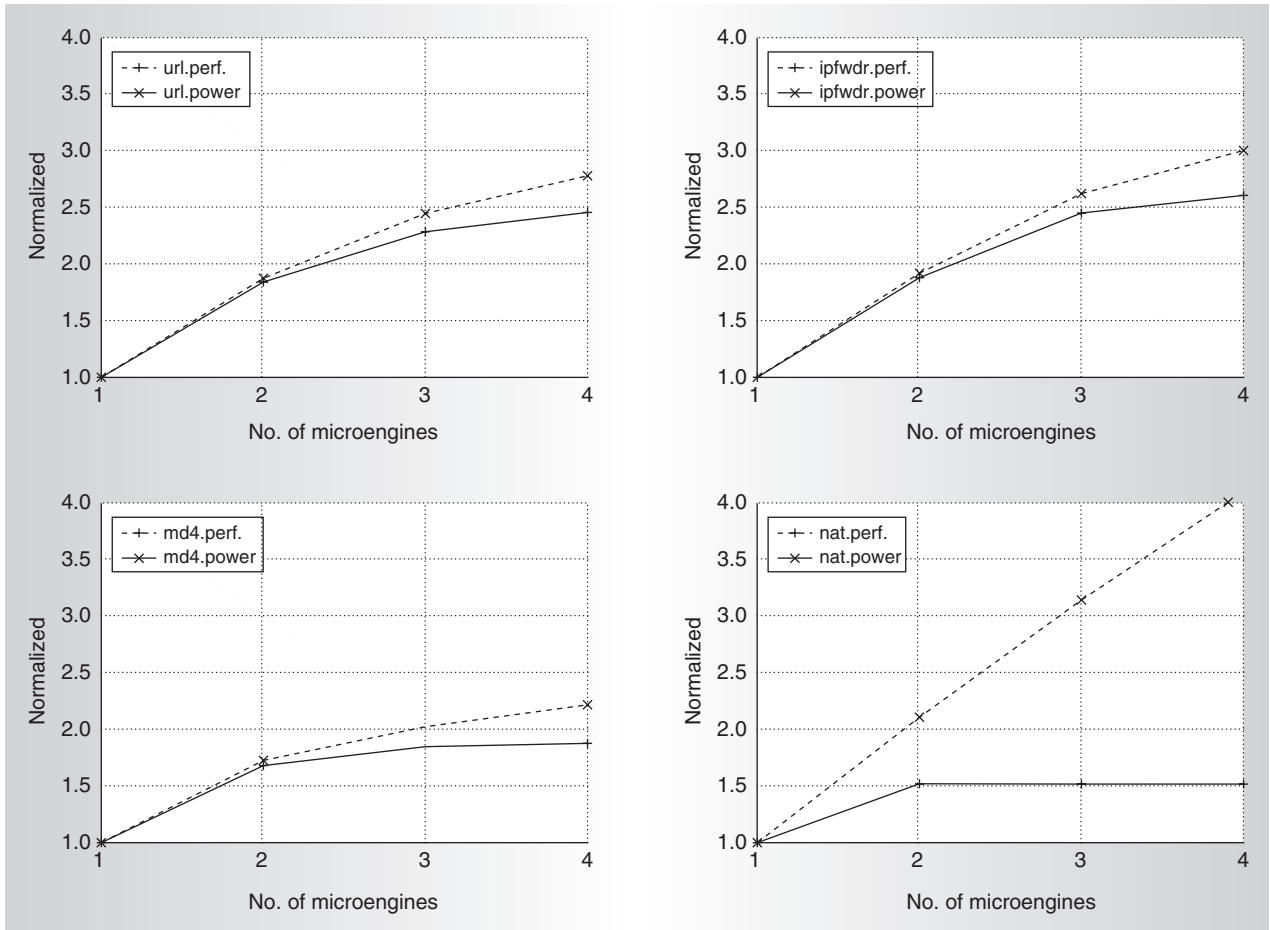 4.0
3.5
3.0
2.5
2.0
1.5
1.0
Normalized
url.perf.
url.power
1
2
3
4
No. of microengines
4.0
3.5
3.0
2.5
2.0
1.5
1.0
Normalized
ipfwdr.perf.
ipfwdr.power
1
2
3
4
No. of microengines
4.0
3.5
3.0
2.5
2.0
1.5
1.0
Normalized
md4.perf.
md4.power
1
2
3
4
No. of microengines
4.0
3.5
3.0
2.5
2.0
1.5
1.0
Normalized
nat.perf.
nat.power
1
2
3
4
No. of microengines